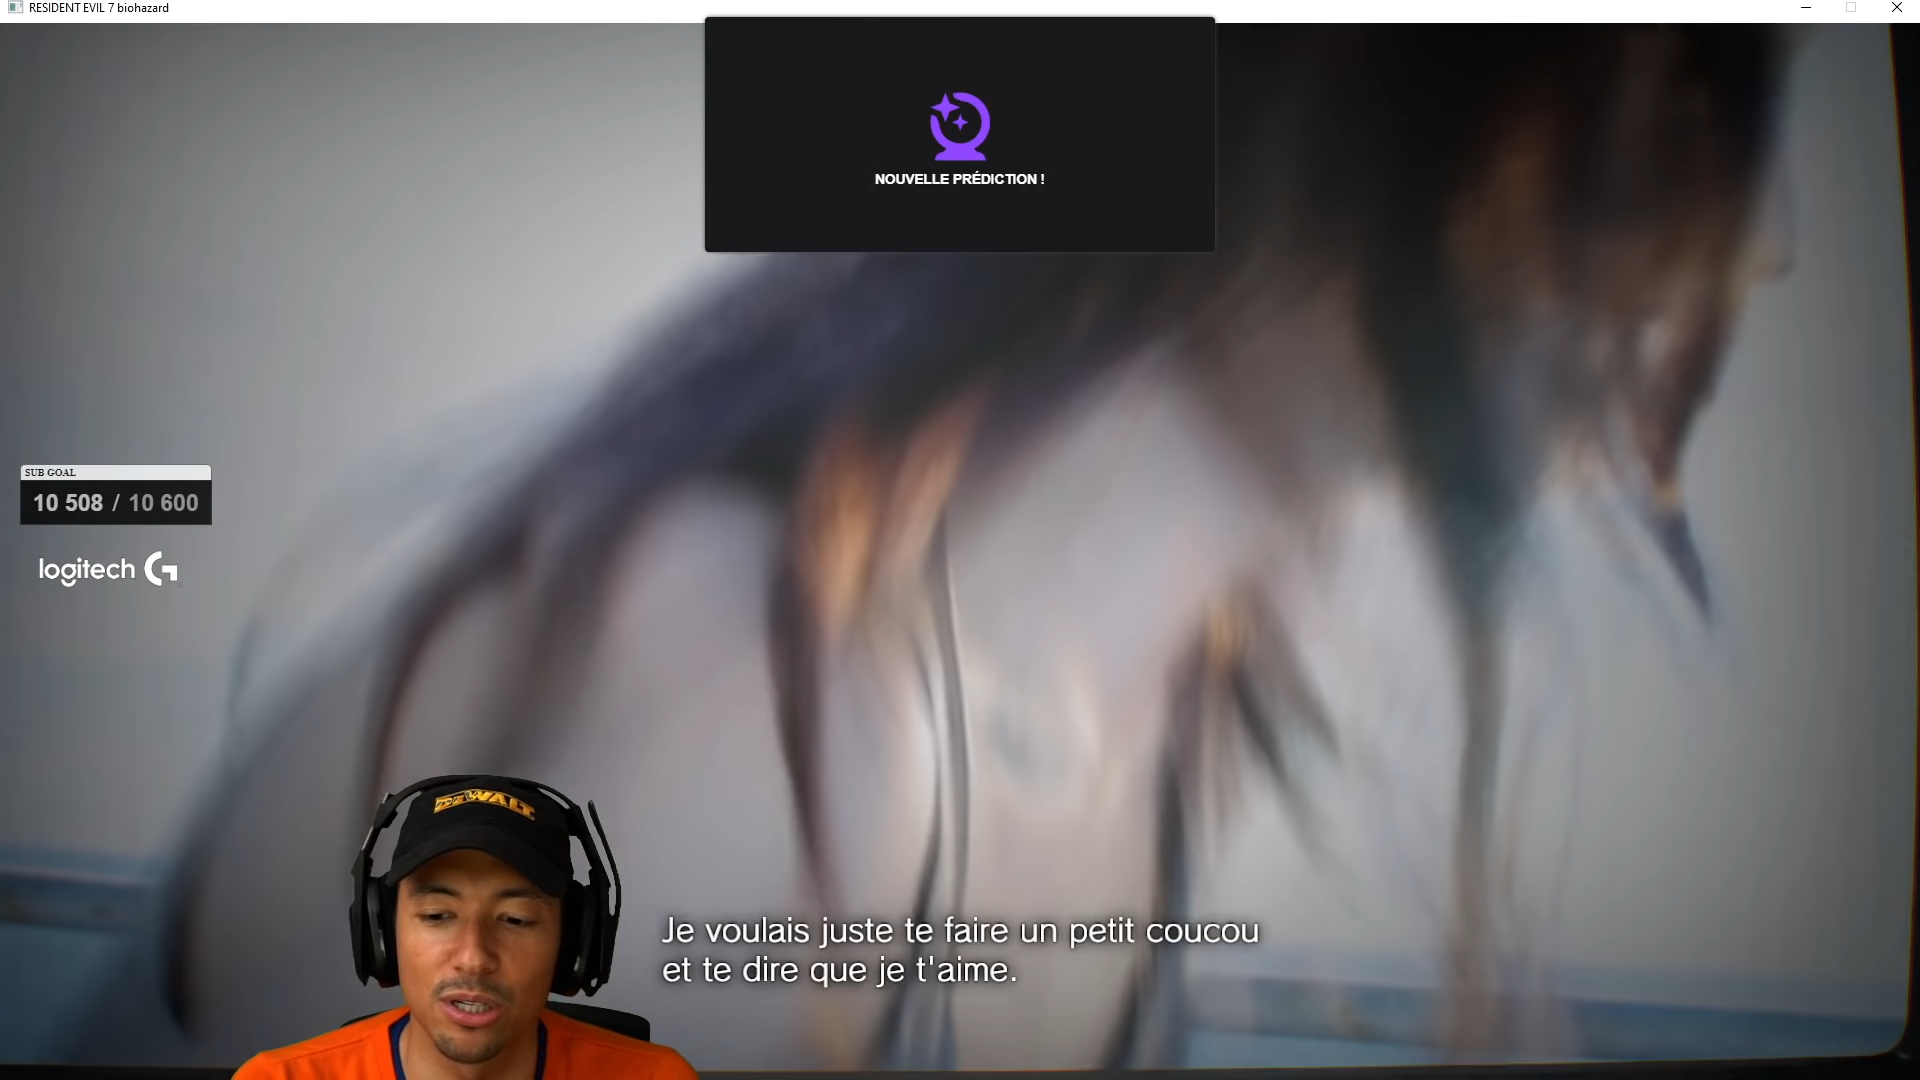 RESIDENT EVIL 7 biohazard
NOUVELLE PRÉDICTION !
SUB GOAL
10 508 / 10 600
logitech G
DEWALT
Je voulais juste te faire un petit coucou
et te dire que je t'aime.